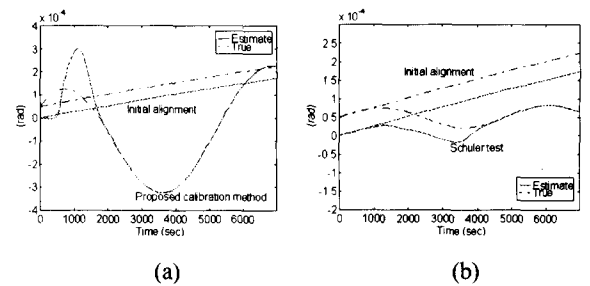 x 10⁻⁴
4
3
2
1
0
-1
-2
-3
-4
(rad)
Estimate
True
Initial alignment
Proposed calibration method
0 1000 2000 3000 4000 5000 6000
Time (sec)
(a)
x 10⁻⁴
2 5
2
1 5
1
0 5
0
-0 5
-1
-1 5
-2
(rad)
Initial alignment
Schuler test
Estimate
True
0 1000 2000 3000 4000 5000 6000
Time (sec)
(b)